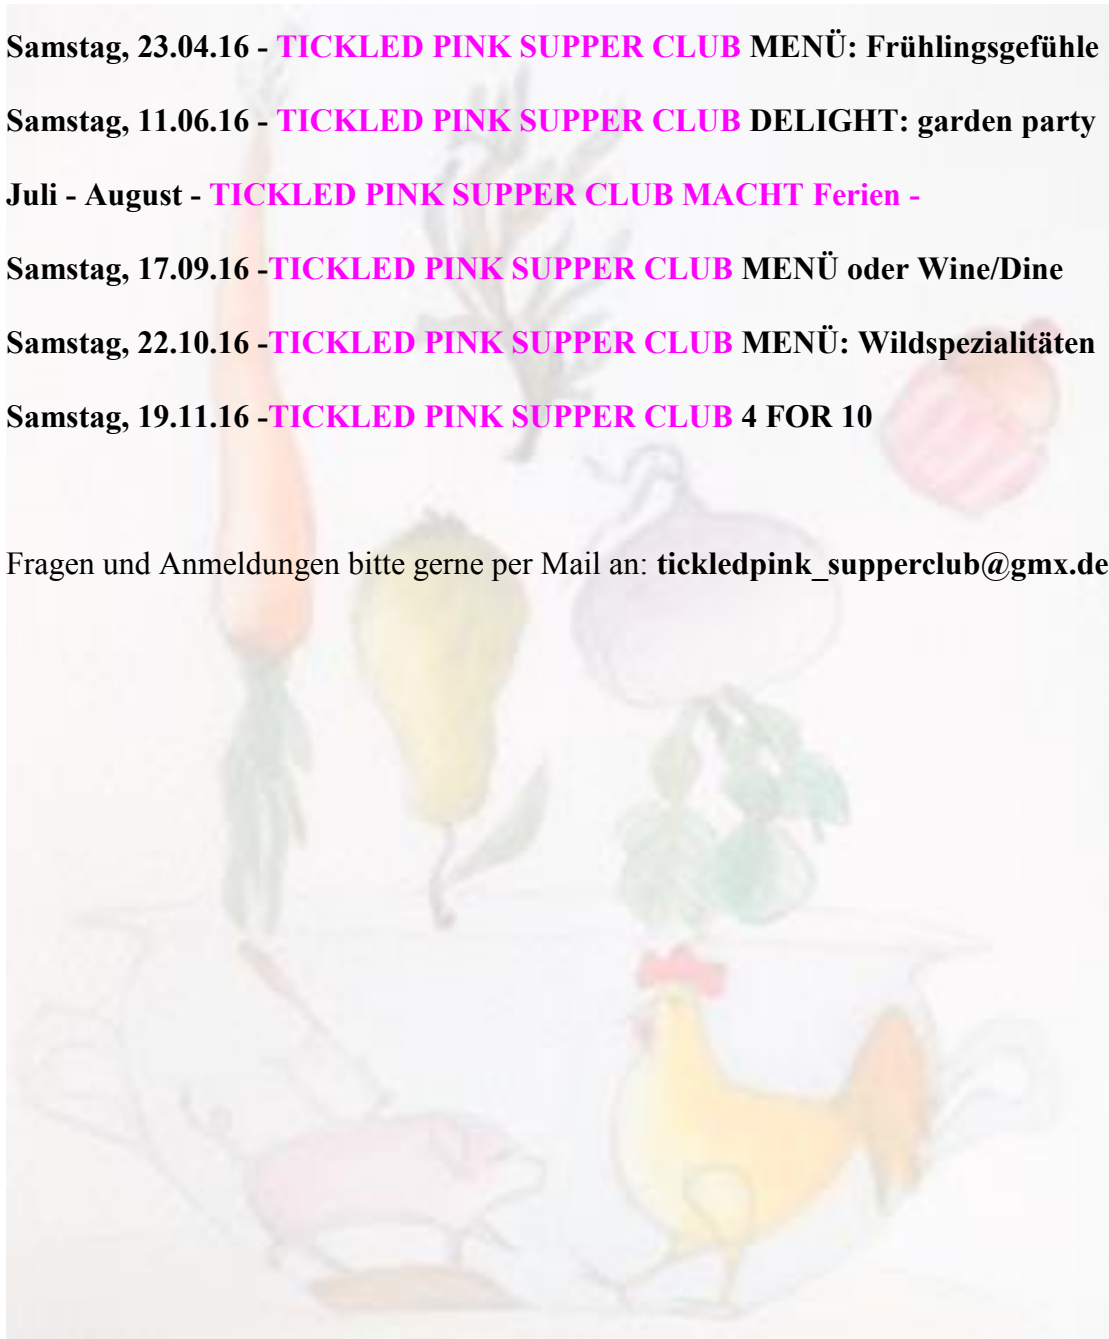 Samstag, 23.04.16 - TICKLED PINK SUPPER CLUB MENÜ: Frühlingsgefühle
Samstag, 11.06.16 - TICKLED PINK SUPPER CLUB DELIGHT: garden party
Juli - August - TICKLED PINK SUPPER CLUB MACHT Ferien -
Samstag, 17.09.16 -TICKLED PINK SUPPER CLUB MENÜ oder Wine/Dine
Samstag, 22.10.16 -TICKLED PINK SUPPER CLUB MENÜ: Wildspezialitäten
Samstag, 19.11.16 -TICKLED PINK SUPPER CLUB 4 FOR 10
Fragen und Anmeldungen bitte gerne per Mail an: tickledpink_supperclub@gmx.de